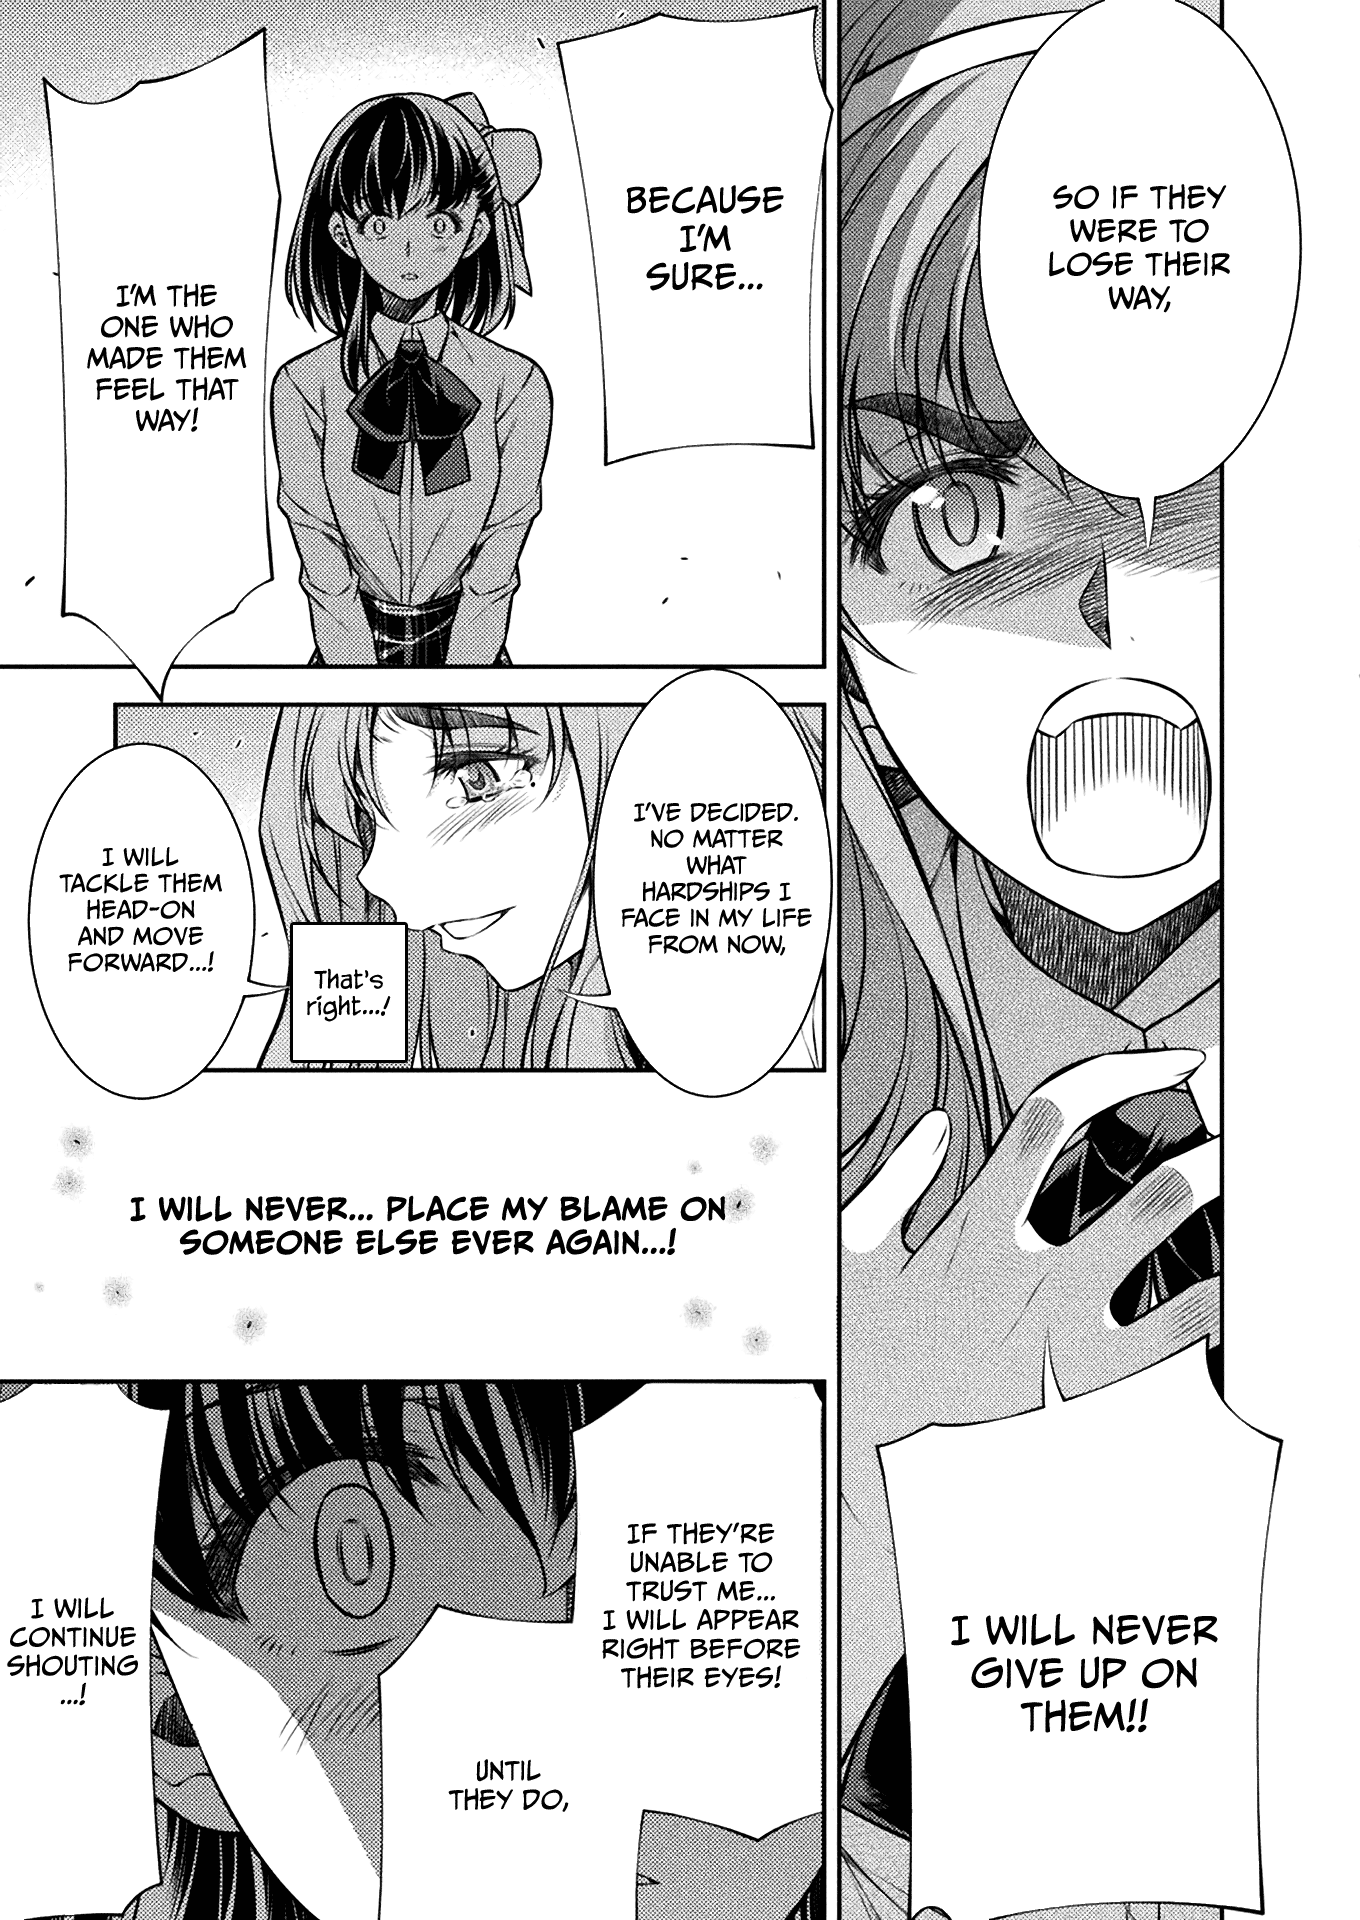 SO IF THEY
WERE TO
LOSE THEIR
WAY,
I WILL NEVER
GIVE UP ON
THEM!!
BECAUSE
I'M
SURE...
I'M THE
ONE WHO
MADE THEM
FEEL THAT
WAY!
I'VE DECIDED.
NO MATTER
WHAT
HARDSHIPS I
FACE IN MY LIFE
FROM NOW,
That's
right...!
I WILL
TACKLE THEM
HEAD-ON
AND MOVE
FORWARD...!
I WILL NEVER... PLACE MY BLAME ON
SOMEONE ELSE EVER AGAIN...!
IF THEY'RE
UNABLE TO
TRUST ME...
I WILL APPEAR
RIGHT BEFORE
THEIR EYES!
UNTIL
THEY DO,
I WILL
CONTINUE
SHOUTING
...!